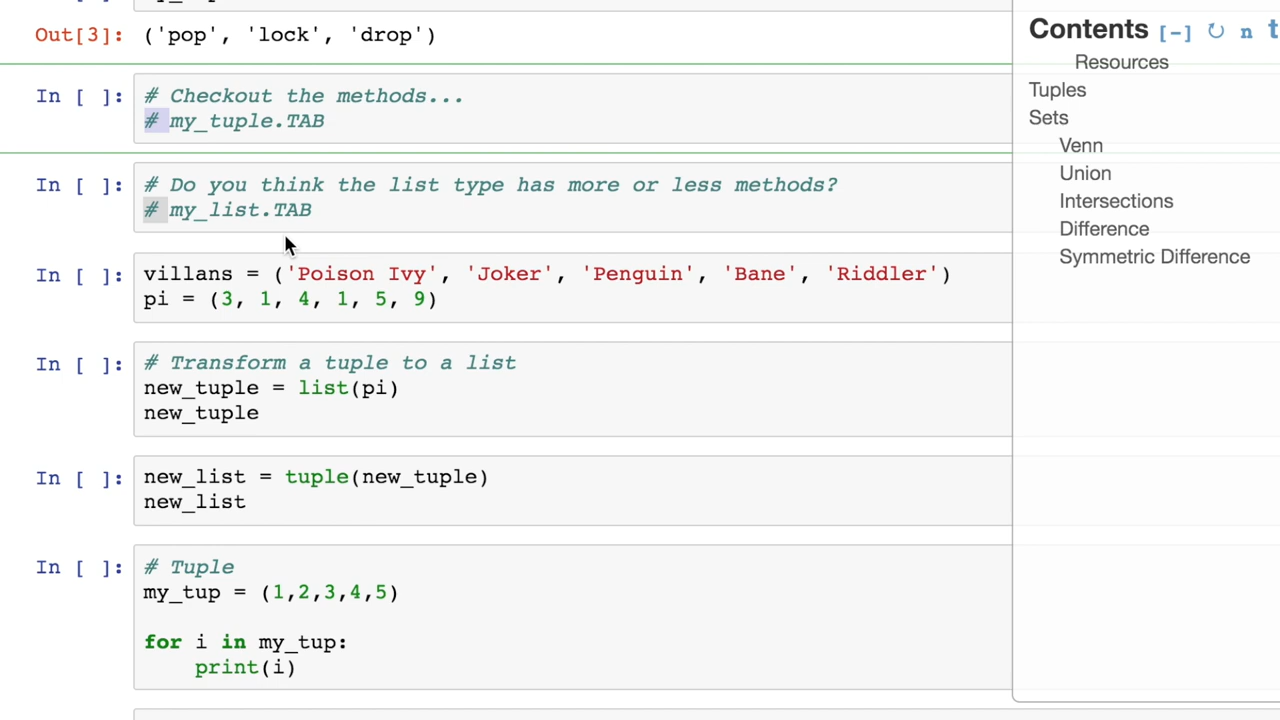 Out[3]: ('pop', 'lock', 'drop')
In [ ]: # Checkout the methods...
# my_tuple.TAB
In [ ]: # Do you think the list type has more or less methods?
# my_list.TAB
In [ ]: villans = ('Poison Ivy', 'Joker', 'Penguin', 'Bane', 'Riddler')
pi = (3, 1, 4, 1, 5, 9)
In [ ]: # Transform a tuple to a list
new_tuple = list(pi)
new_tuple
In [ ]: new_list = tuple(new_tuple)
new_list
In [ ]: # Tuple
my_tup = (1,2,3,4,5)
for i in my_tup:
print(i)
Contents [-] n t
Resources
Tuples
Sets
Venn
Union
Intersections
Difference
Symmetric Difference